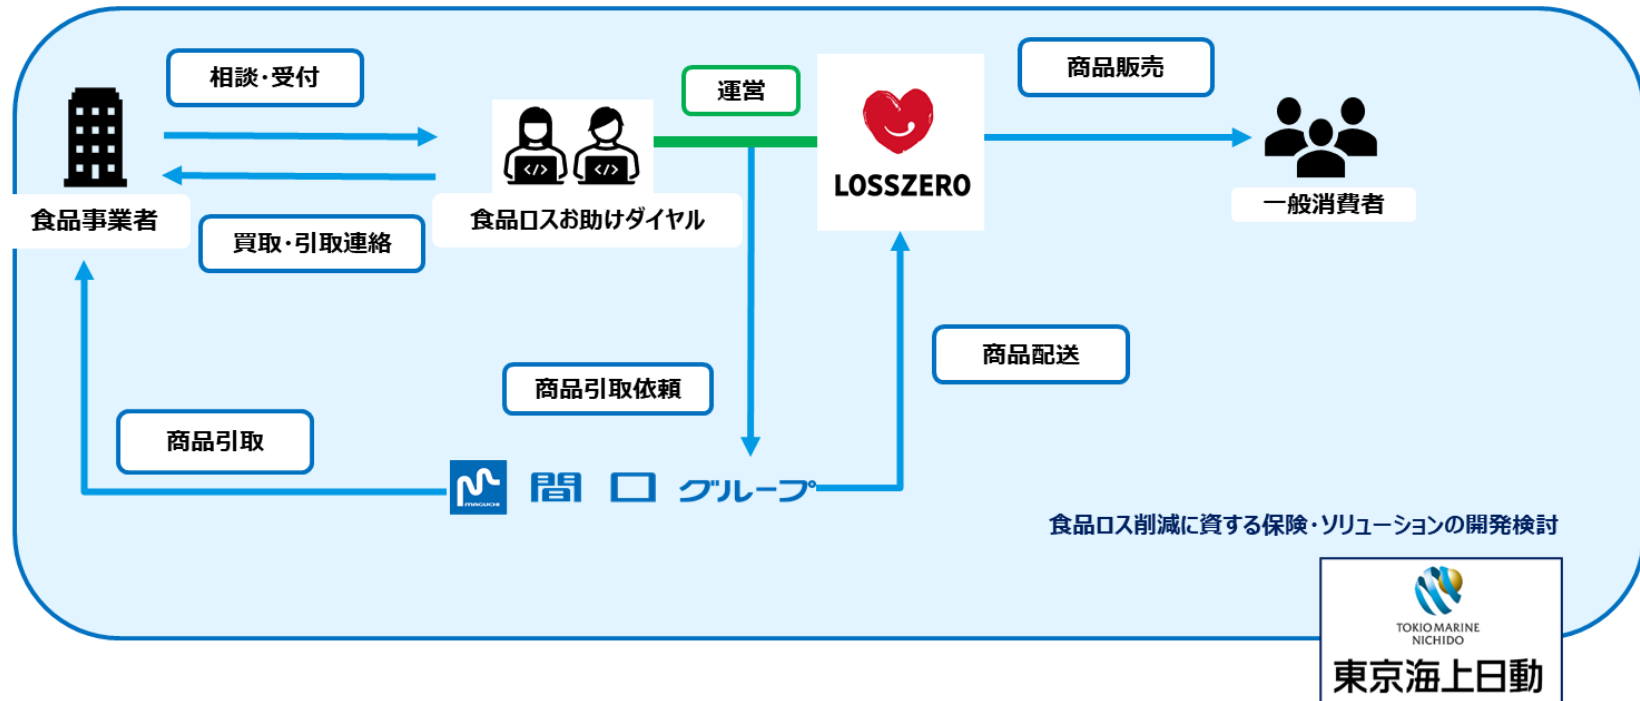 相談・受付
運営
商品販売
</>
</>
LOSSZERO
食品事業者
食品ロスお助けダイヤル
一般消費者
買取・引取連絡
商品配送
商品引取依頼
商品引取
MAGUCHI
間口グループ
食品ロス削減に資する保険・ソリューションの開発検討
TOKIO MARINE
NICHIDO
東京海上日動